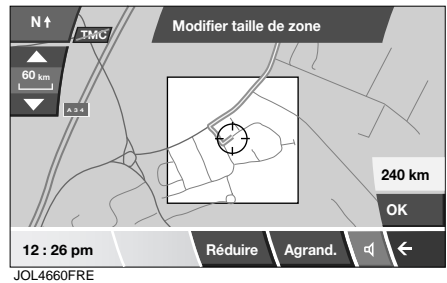 N
Modifier taille de zone
TMC
60 km
A 3 4
240 km
OK
12 : 26 pm
Réduire
Agrand.
JOL4660FRE